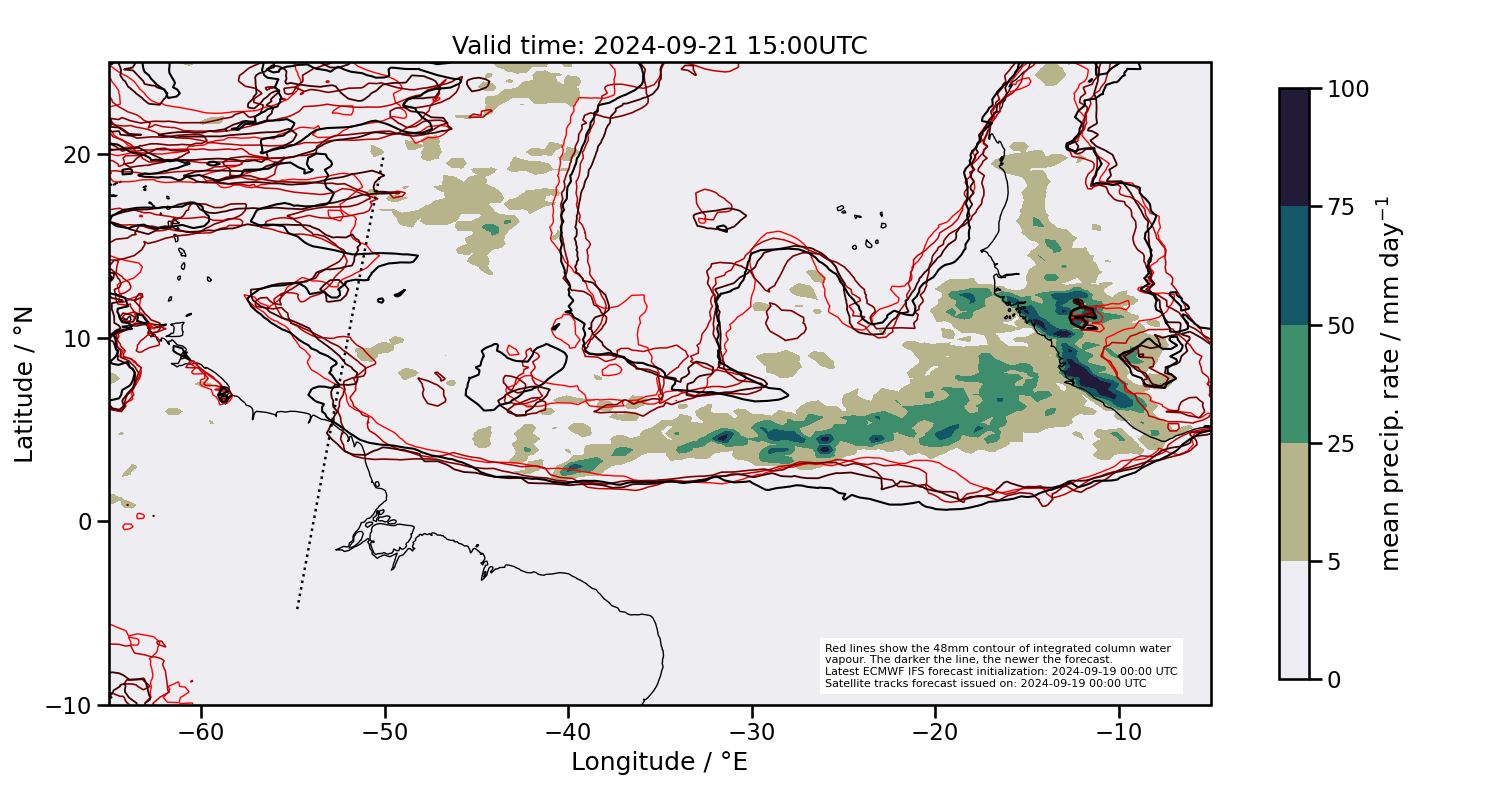 Valid time: 2024-09-21 15:00UTC
Latitude / °N
20
10
0
−10
−60
−50
−40
−30
−20
−10
Longitude / °E
Red lines show the 48mm contour of integrated column water
vapour. The darker the line, the newer the forecast.
Latest ECMWF IFS forecast initialization: 2024-09-19 00:00 UTC
Satellite tracks forecast issued on: 2024-09-19 00:00 UTC
100
75
50
25
5
0
mean precip. rate / mm day⁻¹